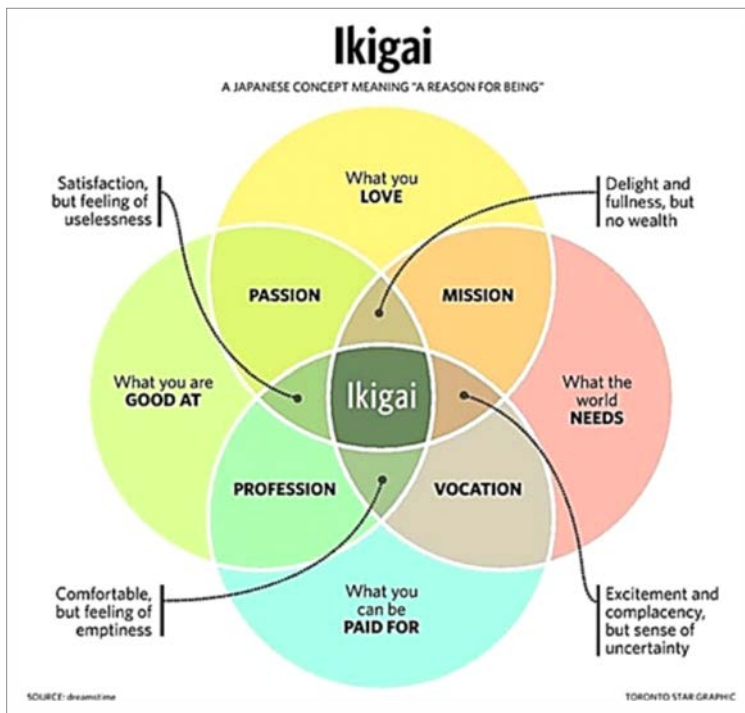 Ikigai
A JAPANESE CONCEPT MEANING "A REASON FOR BEING"
Satisfaction,
but feeling of
uselessness
What you
LOVE
Delight and
fullness, but
no wealth
PASSION
MISSION
What you are
GOOD AT
Ikigai
What the
world
NEEDS
PROFESSION
VOCATION
Comfortable,
but feeling of
emptiness
What you
can be
PAID FOR
Excitement and
complacency,
but sense of
uncertainty
SOURCE: dreamstime
TORONTO STAR GRAPHIC